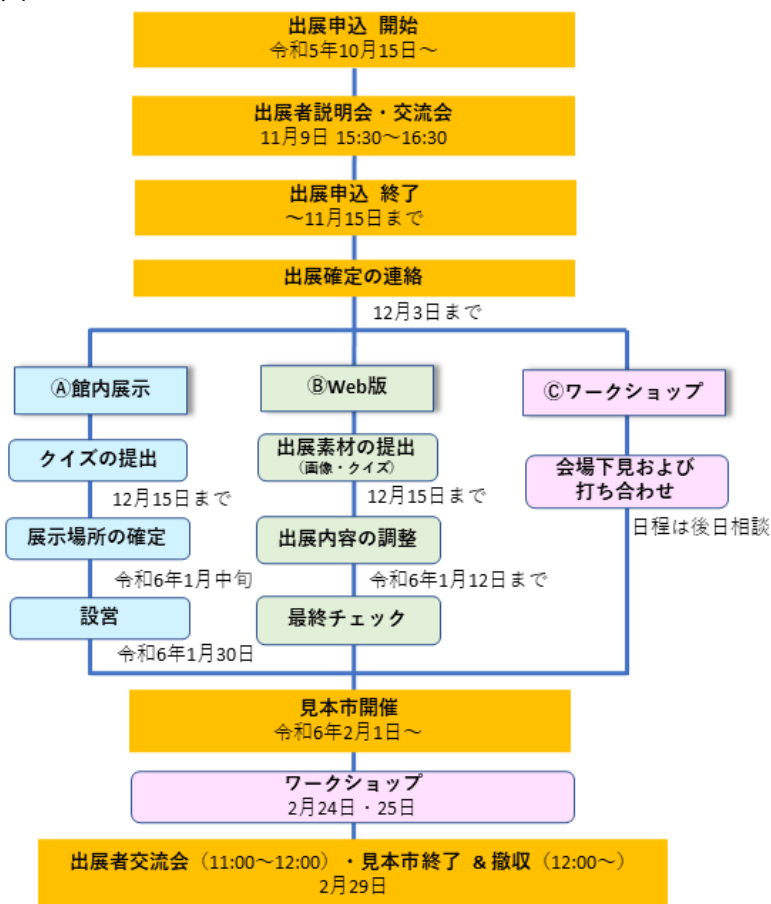 出展申込 開始
令和5年10月15日～
出展者説明会・交流会
11月9日 15:30～16:30
出展申込 終了
～11月15日まで
出展確定の連絡
12月3日まで
Ⓐ館内展示
クイズの提出
12月15日まで
展示場所の確定
令和6年1月中旬
設営
令和6年1月30日
ⒷWeb版
出展素材の提出
（画像・クイズ）
12月15日まで
出展内容の調整
令和6年1月12日まで
最終チェック
Ⓒワークショップ
会場下見および
打ち合わせ
日程は後日相談
見本市開催
令和6年2月1日～
ワークショップ
2月24日・25日
出展者交流会（11:00～12:00）・見本市終了 & 撤収（12:00～）
2月29日